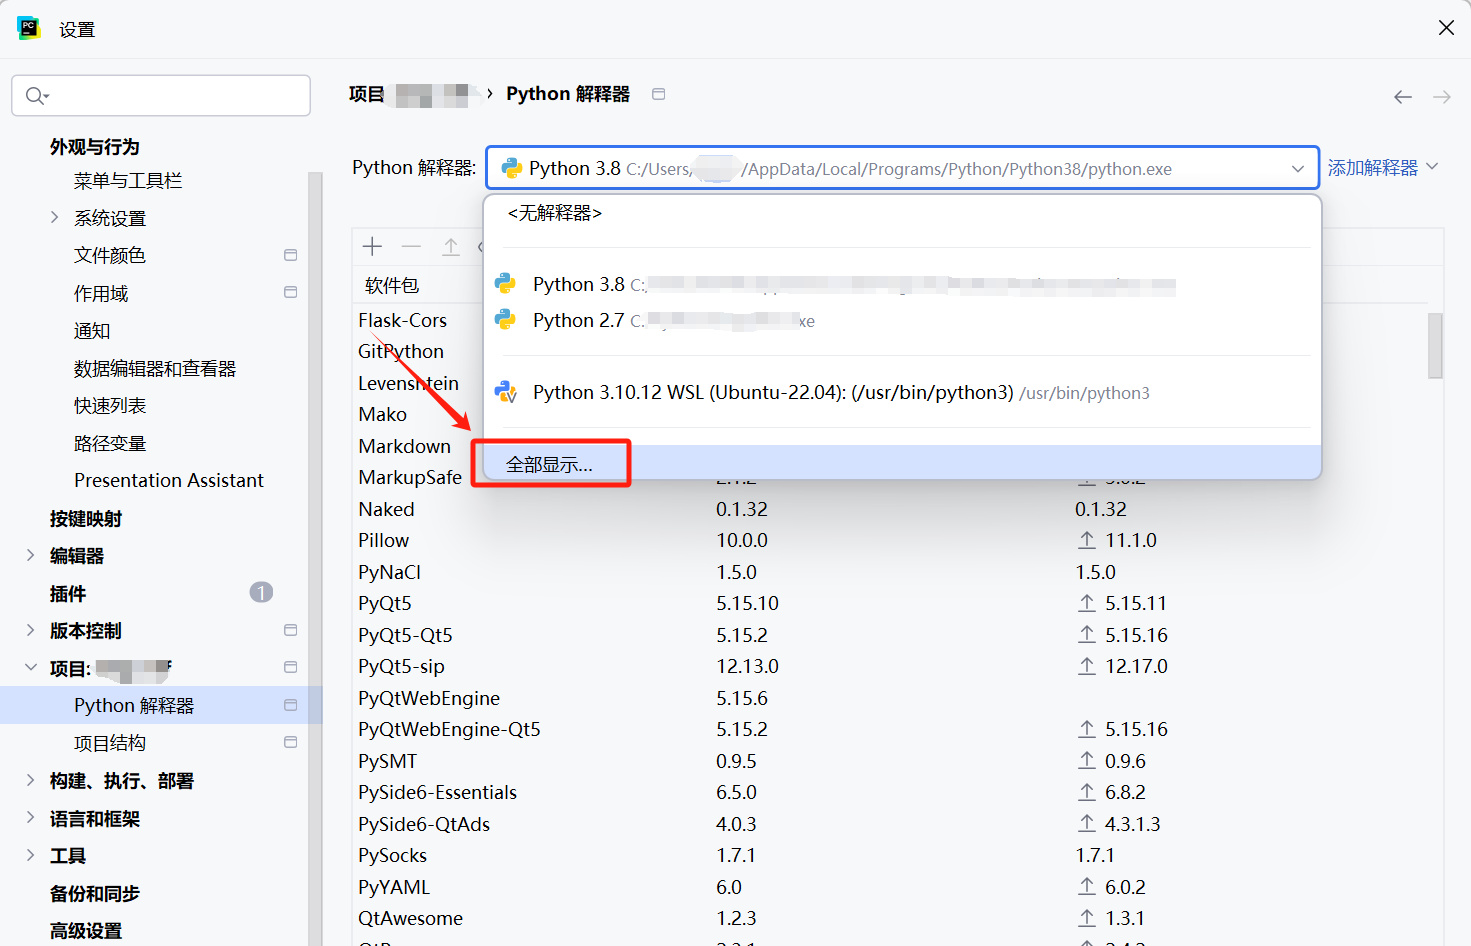 PC
设置
项目 › Python 解释器
Python 解释器: Python 3.8 C:/Users/ /AppData/Local/Programs/Python/Python38/python.exe 添加解释器
<无解释器>
Python 3.8 C:/
Python 2.7 C: xe
Python 3.10.12 WSL (Ubuntu-22.04): (/usr/bin/python3) /usr/bin/python3
全部显示...
外观与行为
菜单与工具栏
系统设置
文件颜色
作用域
通知
数据编辑器和查看器
快速列表
路径变量
Presentation Assistant
按键映射
编辑器
插件 1
版本控制
项目:
Python 解释器
项目结构
构建、执行、部署
语言和框架
工具
备份和同步
高级设置
软件包
Flask-Cors
GitPython
Levenshtein
Mako
Markdown
MarkupSafe
Naked 0.1.32 0.1.32
Pillow 10.0.0 11.1.0
PyNaCl 1.5.0 1.5.0
PyQt5 5.15.10 5.15.11
PyQt5-Qt5 5.15.2 5.15.16
PyQt5-sip 12.13.0 12.17.0
PyQtWebEngine 5.15.6
PyQtWebEngine-Qt5 5.15.2 5.15.16
PySMT 0.9.5 0.9.6
PySide6-Essentials 6.5.0 6.8.2
PySide6-QtAds 4.0.3 4.3.1.3
PySocks 1.7.1 1.7.1
PyYAML 6.0 6.0.2
QtAwesome 1.2.3 1.3.1